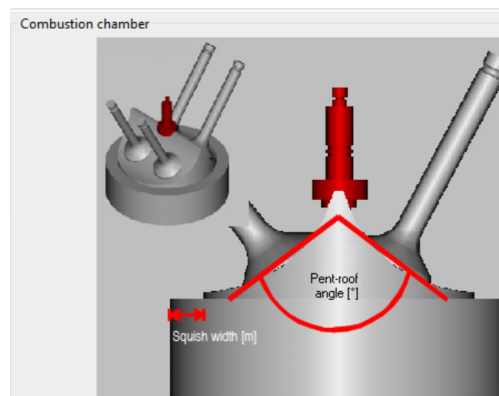 Combustion chamber
Pent-roof
angle [°]
Squish width [m]